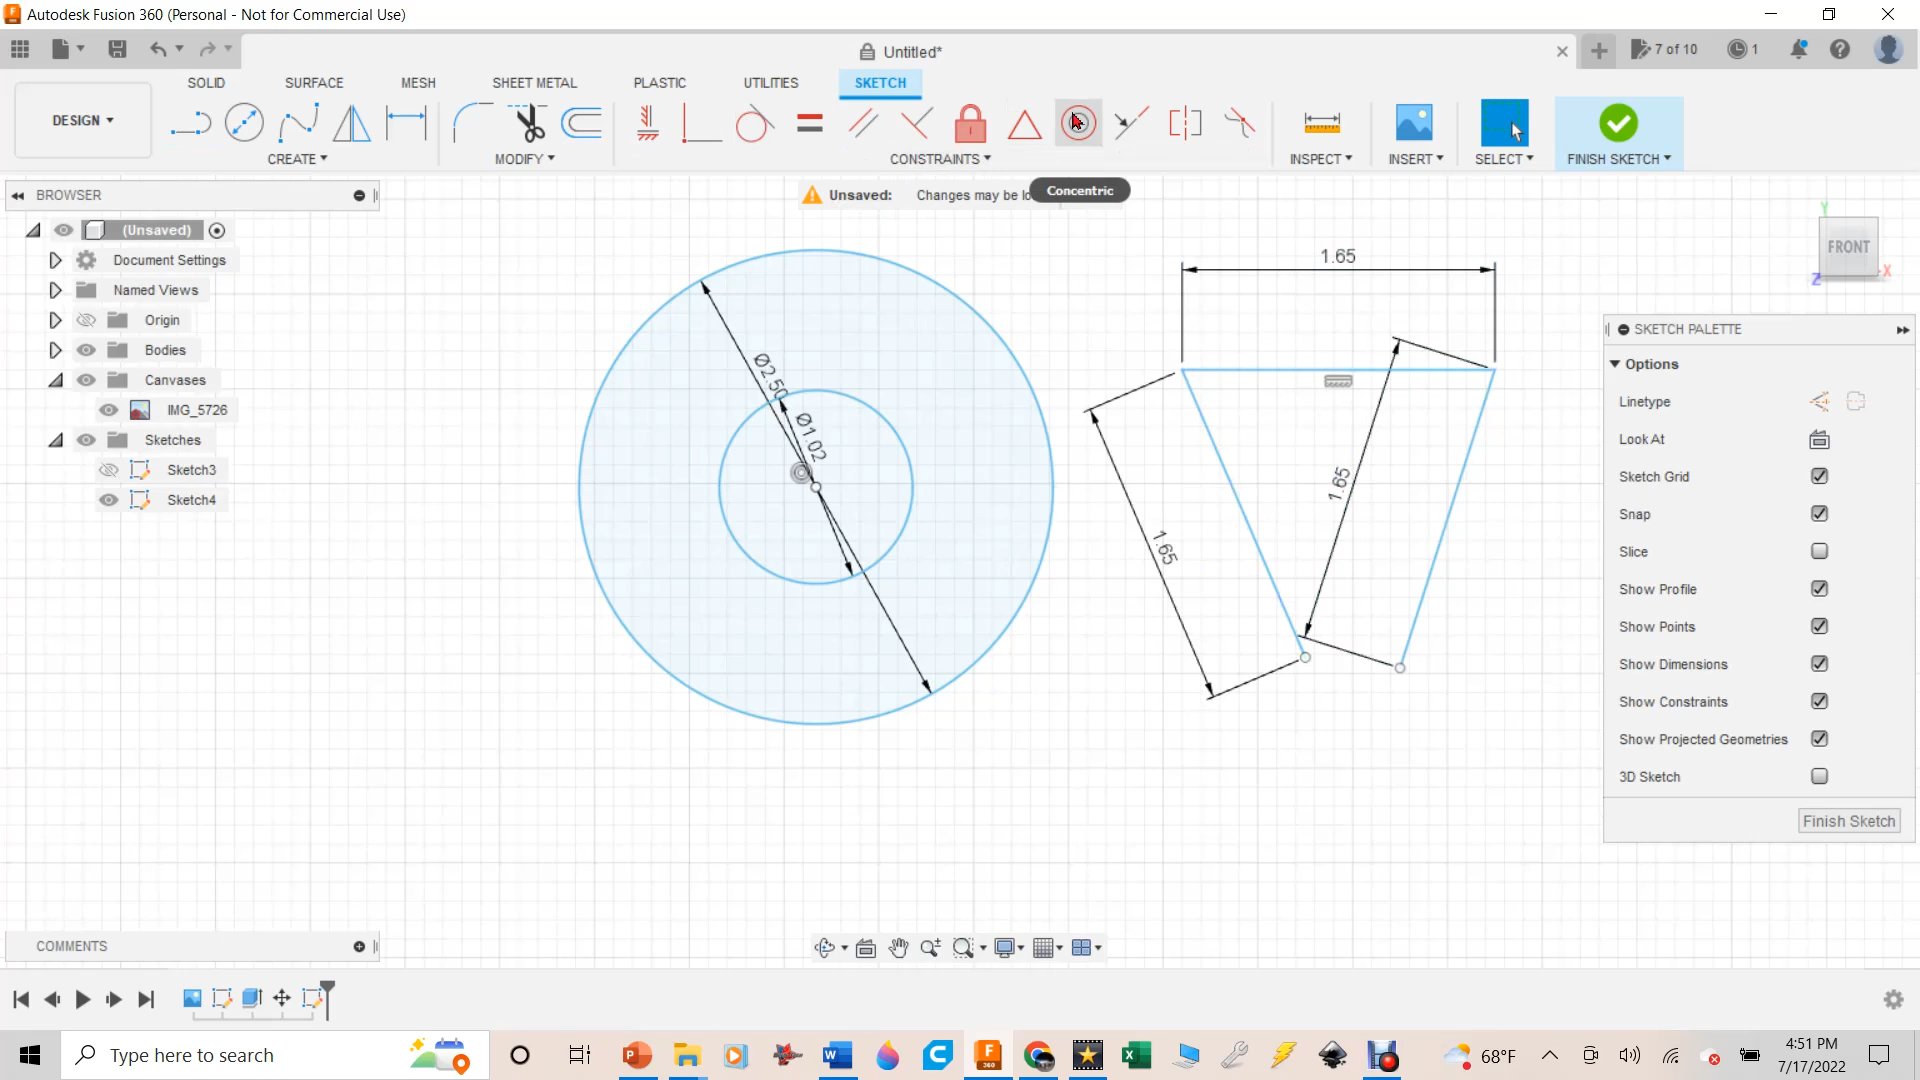 Autodesk Fusion 360 (Personal - Not for Commercial Use)
Untitled*
7 of 10
1
SOLID
SURFACE
MESH
SHEET METAL
PLASTIC
UTILITIES
SKETCH
DESIGN
CREATE
MODIFY
CONSTRAINTS
INSPECT
INSERT
SELECT
FINISH SKETCH
BROWSER
Unsaved:
Changes may be lo
Concentric
(Unsaved)
Document Settings
Named Views
Origin
Bodies
Canvases
IMG_5726
Sketches
Sketch3
Sketch4
Ø2.50
Ø1.02
1.65
1.65
1.65
Y
FRONT
Z
X
SKETCH PALETTE
Options
Linetype
Look At
Sketch Grid
Snap
Slice
Show Profile
Show Points
Show Dimensions
Show Constraints
Show Projected Geometries
3D Sketch
Finish Sketch
COMMENTS
Type here to search
68°F
4:51 PM
7/17/2022